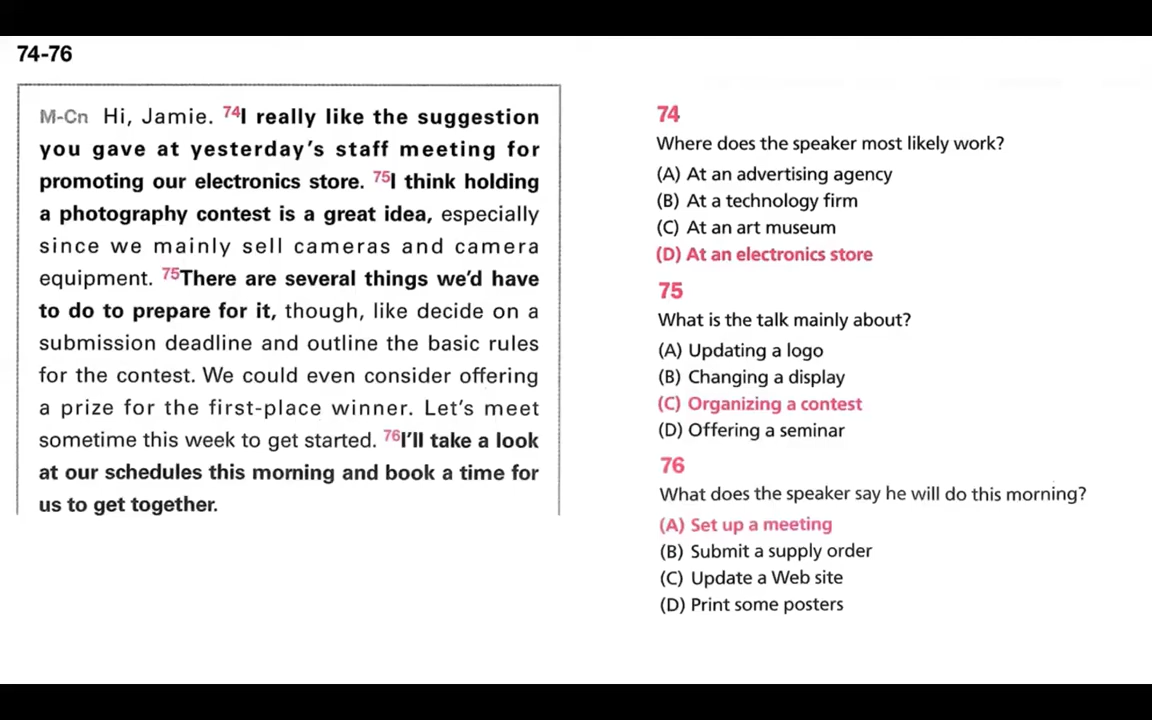 74-76
M-Cn Hi, Jamie. 74I really like the suggestion
you gave at yesterday's staff meeting for
promoting our electronics store. 75I think holding
a photography contest is a great idea, especially
since we mainly sell cameras and camera
equipment. 75There are several things we'd have
to do to prepare for it, though, like decide on a
submission deadline and outline the basic rules
for the contest. We could even consider offering
a prize for the first-place winner. Let's meet
sometime this week to get started. 76I'll take a look
at our schedules this morning and book a time for
us to get together.
74
Where does the speaker most likely work?
(A) At an advertising agency
(B) At a technology firm
(C) At an art museum
(D) At an electronics store
75
What is the talk mainly about?
(A) Updating a logo
(B) Changing a display
(C) Organizing a contest
(D) Offering a seminar
76
What does the speaker say he will do this morning?
(A) Set up a meeting
(B) Submit a supply order
(C) Update a Web site
(D) Print some posters